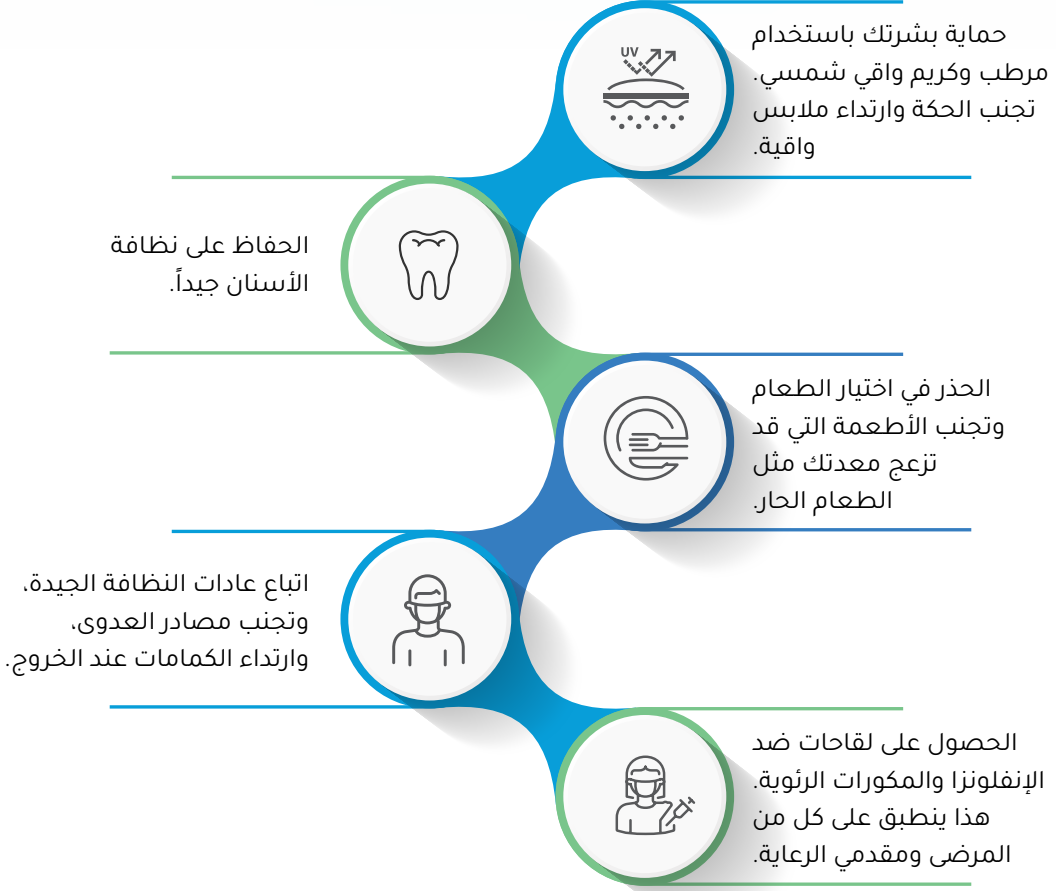 حماية بشرتك باستخدام
مرطب وكريم واقي شمسي.
تجنب الحكة وارتداء ملابس
واقية.
UV
الحفاظ على نظافة
الأسنان جيداً.
الحذر في اختيار الطعام
وتجنب الأطعمة التي قد
تزعج معدتك مثل
الطعام الحار.
اتباع عادات النظافة الجيدة،
وتجنب مصادر العدوى،
وارتداء الكمامات عند الخروج.
الحصول على لقاحات ضد
الإنفلونزا والمكورات الرئوية.
هذا ينطبق على كل من
المرضى ومقدمي الرعاية.